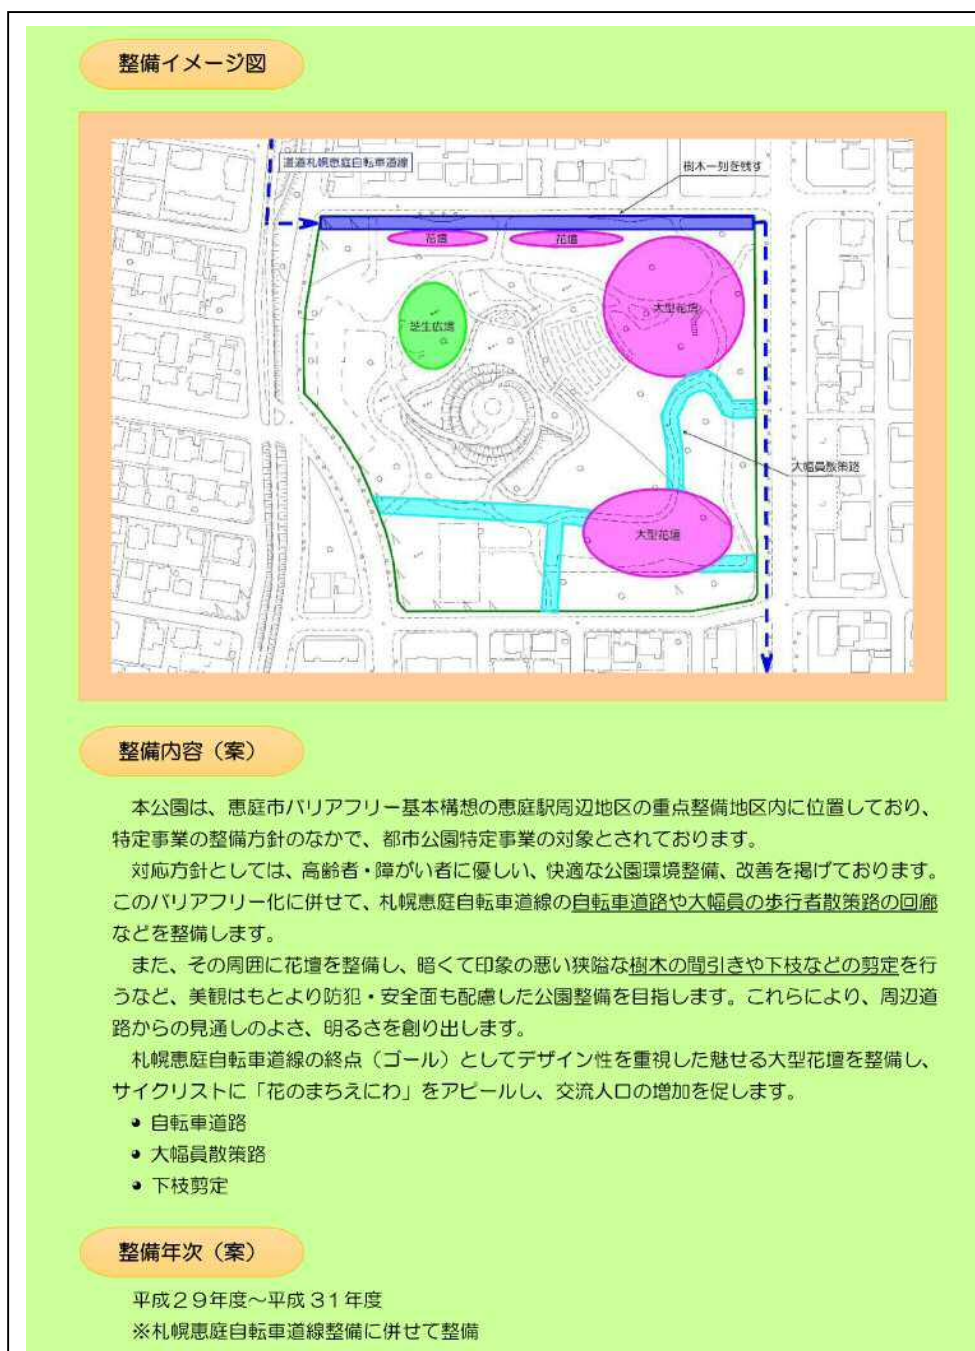 整備イメージ図
道道札幌恵庭自転車道線
樹木一列を残す
花壇
花壇
大型花壇
芝生広場
大幅員散策路
大型花壇
整備内容（案）
本公園は、恵庭市バリアフリー基本構想の恵庭駅周辺地区の重点整備地区内に位置しており、
特定事業の整備方針のなかで、都市公園特定事業の対象とされております。
対応方針としては、高齢者・障がい者に優しい、快適な公園環境整備、改善を掲げております。
このバリアフリー化に併せて、札幌恵庭自転車道線の自転車道路や大幅員の歩行者散策路の回廊
などを整備します。
また、その周囲に花壇を整備し、暗くて印象の悪い狭隘な樹木の間引きや下枝などの剪定を行
うなど、美観はもとより防犯・安全面も配慮した公園整備を目指します。これらにより、周辺道
路からの見通しのよさ、明るさを創り出します。
札幌恵庭自転車道線の終点（ゴール）としてデザイン性を重視した魅せる大型花壇を整備し、
サイクリストに「花のまちえにわ」をアピールし、交流人口の増加を促します。
• 自転車道路
• 大幅員散策路
• 下枝剪定
整備年次（案）
平成２９年度～平成３１年度
※札幌恵庭自転車道線整備に併せて整備